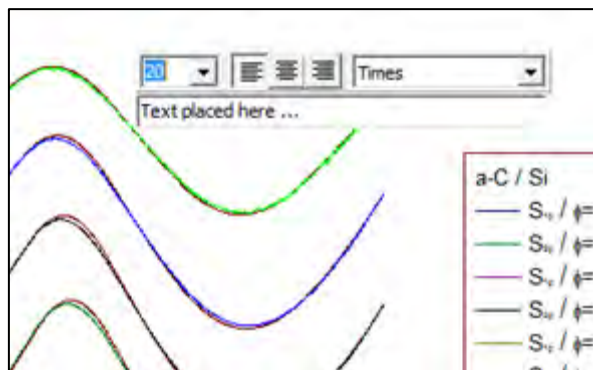 20
Times
Text placed here ...
a-C / Si
S / ϕ=
S / ϕ=
S / ϕ=
S / ϕ=
S / ϕ=